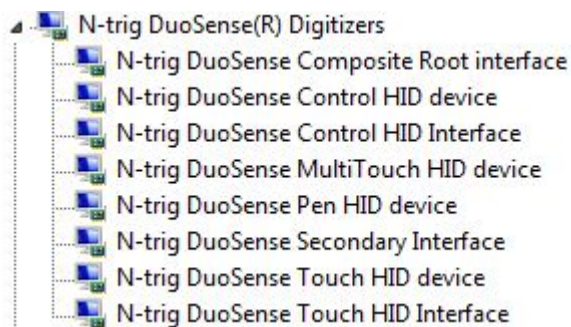 N-trig DuoSense(R) Digitizers
N-trig DuoSense Composite Root interface
N-trig DuoSense Control HID device
N-trig DuoSense Control HID Interface
N-trig DuoSense MultiTouch HID device
N-trig DuoSense Pen HID device
N-trig DuoSense Secondary Interface
N-trig DuoSense Touch HID device
N-trig DuoSense Touch HID Interface